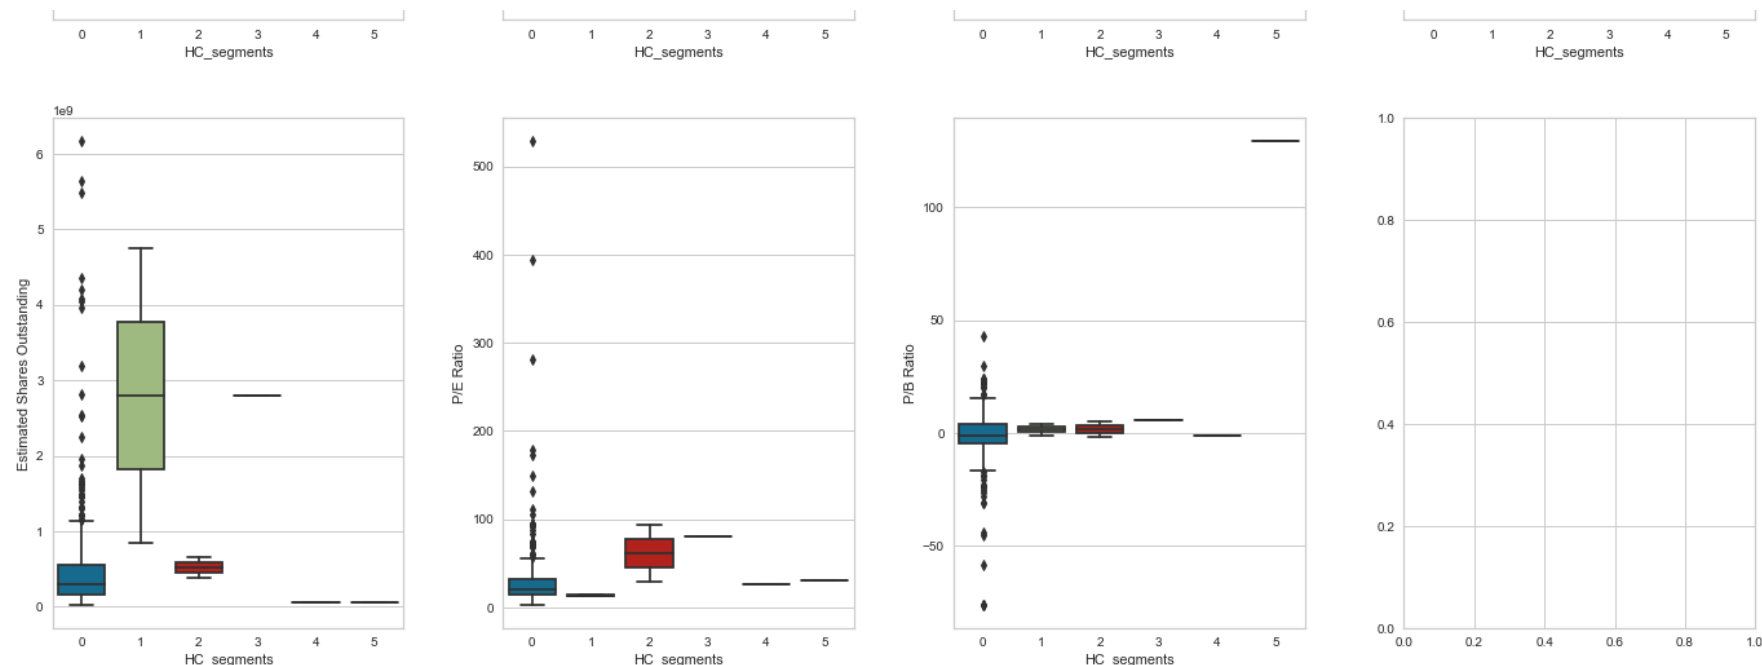 0 1 2 3 4 5
HC_segments
0 1 2 3 4 5
HC_segments
0 1 2 3 4 5
HC_segments
0 1 2 3 4 5
HC_segments
1e9
Estimated Shares Outstanding
6
5
4
3
2
1
0
0 1 2 3 4 5
HC_segments
P/E Ratio
500
400
300
200
100
0
0 1 2 3 4 5
HC_segments
P/B Ratio
100
50
0
−50
0 1 2 3 4 5
HC_segments
1.0
0.8
0.6
0.4
0.2
0.0
0.0 0.2 0.4 0.6 0.8 1.0